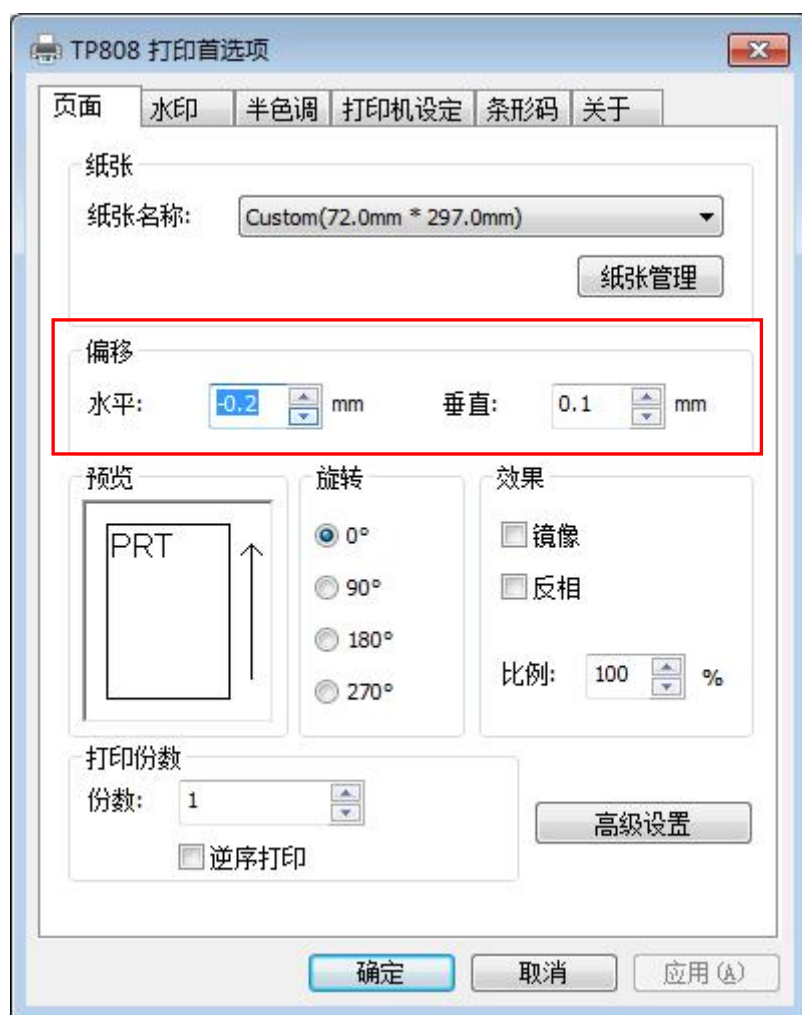 TP808 打印首选项
页面 水印 半色调 打印机设定 条形码 关于
纸张
纸张名称: Custom(72.0mm * 297.0mm)
纸张管理
偏移
水平: -0.2 mm 垂直: 0.1 mm
预览 旋转 效果
PRT
0° 镜像
90° 反相
180°
比例: 100 %
270°
打印份数
份数: 1
高级设置
逆序打印
确定 取消 应用(A)